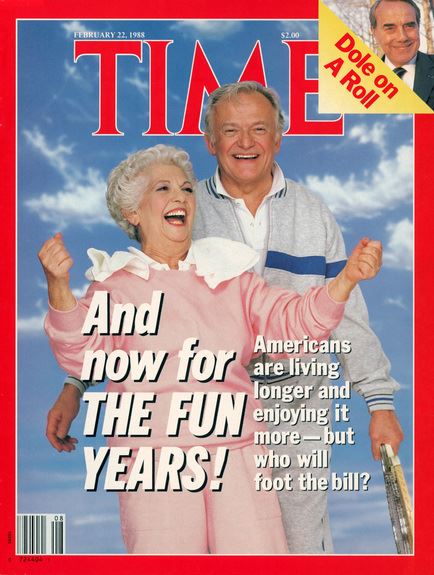 FEBRUARY 22, 1988
$2.00
TIME
Dole on
A Roll
And
now for
THE FUN
YEARS!
Americans
are living
longer and
enjoying it
more—but
who will
foot the bill?
08